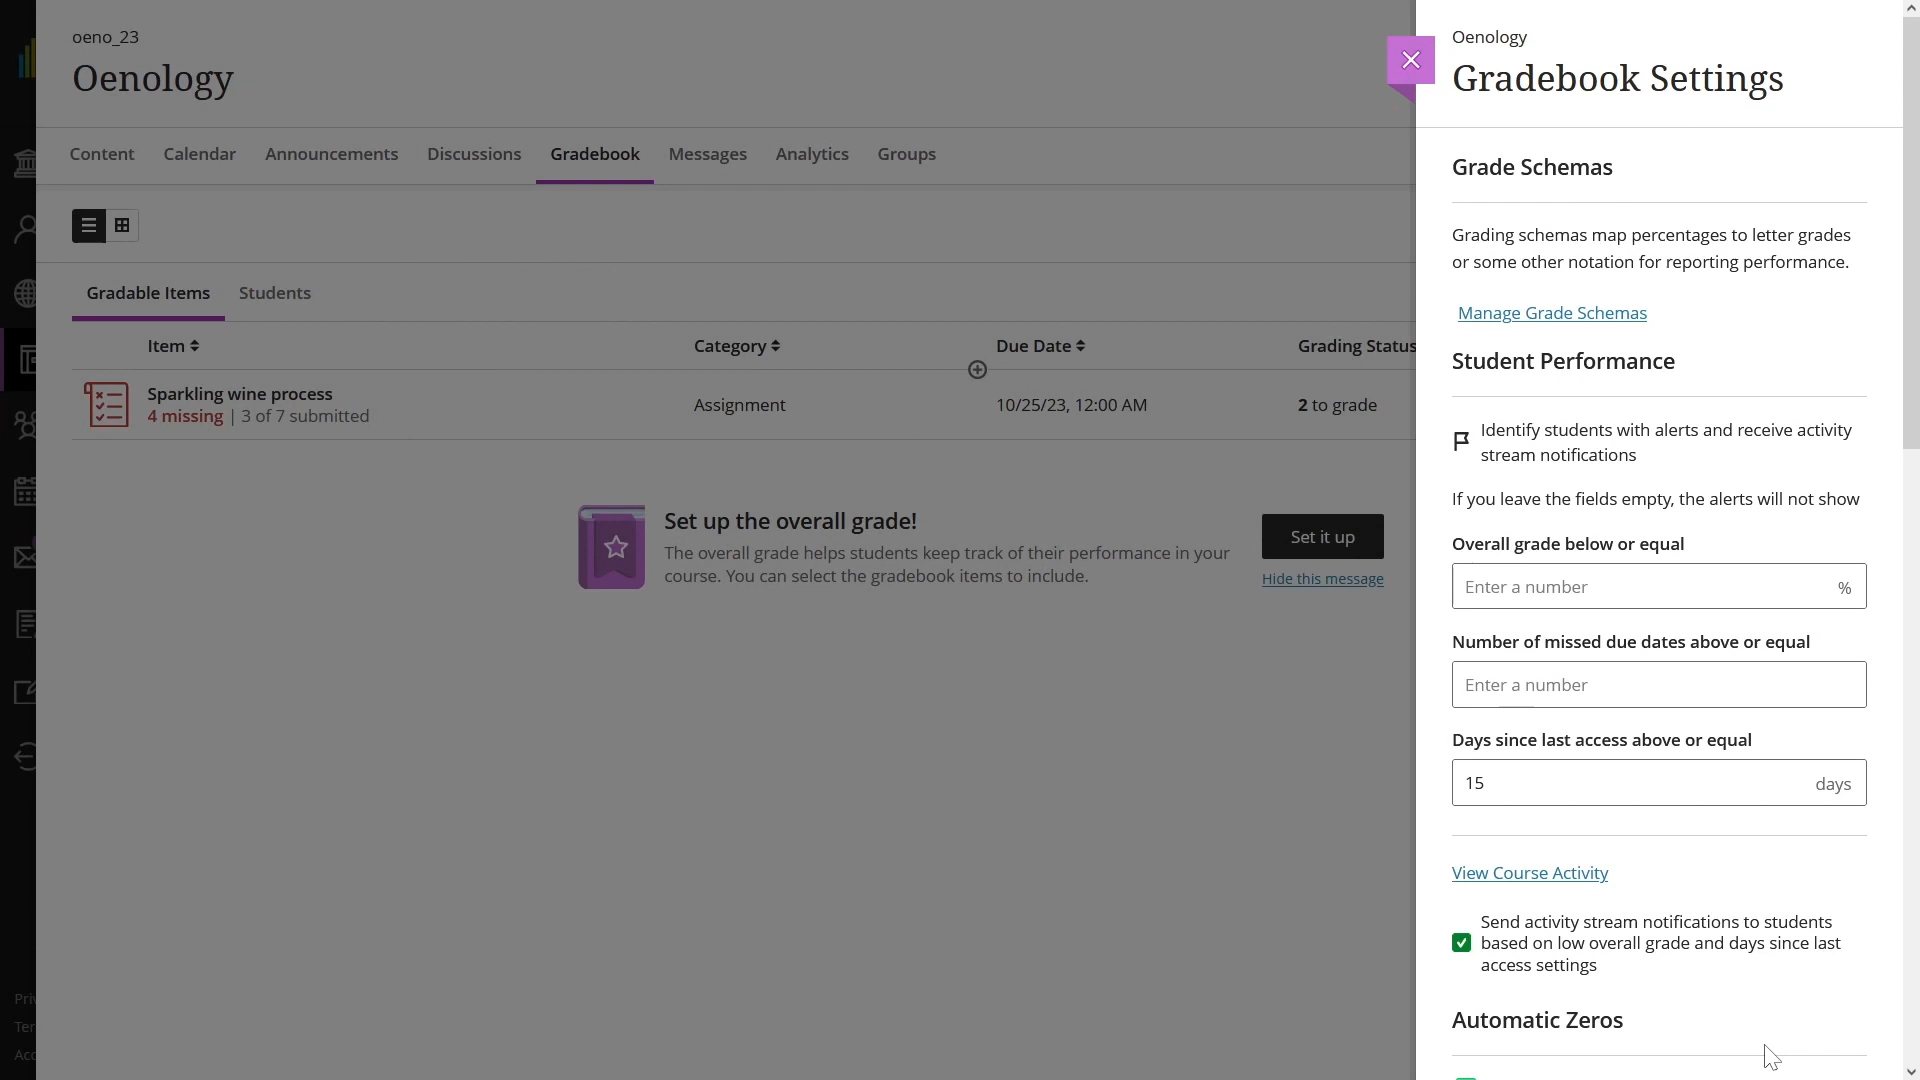 oeno_23
Oenology
Content Calendar Announcements Discussions Gradebook Messages Analytics Groups
Gradable Items Students
Item Category Due Date Grading Status
Sparkling wine process
4 missing | 3 of 7 submitted
Assignment
10/25/23, 12:00 AM
2 to grade
Set up the overall grade!
The overall grade helps students keep track of their performance in your
course. You can select the gradebook items to include.
Set it up
Hide this message
Oenology
Gradebook Settings
Grade Schemas
Grading schemas map percentages to letter grades
or some other notation for reporting performance.
Manage Grade Schemas
Student Performance
Identify students with alerts and receive activity
stream notifications
If you leave the fields empty, the alerts will not show
Overall grade below or equal
Enter a number %
Number of missed due dates above or equal
Enter a number
Days since last access above or equal
15 days
View Course Activity
Send activity stream notifications to students
based on low overall grade and days since last
access settings
Automatic Zeros